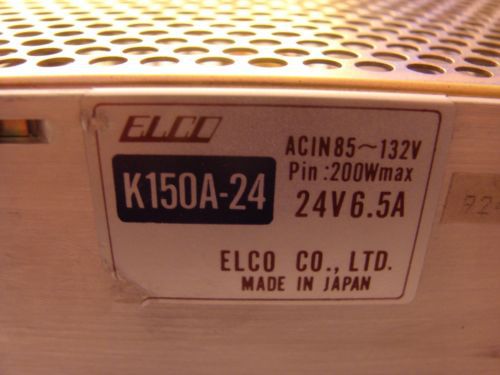 ELCO
K150A-24
ACIN85~132V
Pin:200Wmax
24V6.5A
ELCO CO., LTD.
MADE IN JAPAN